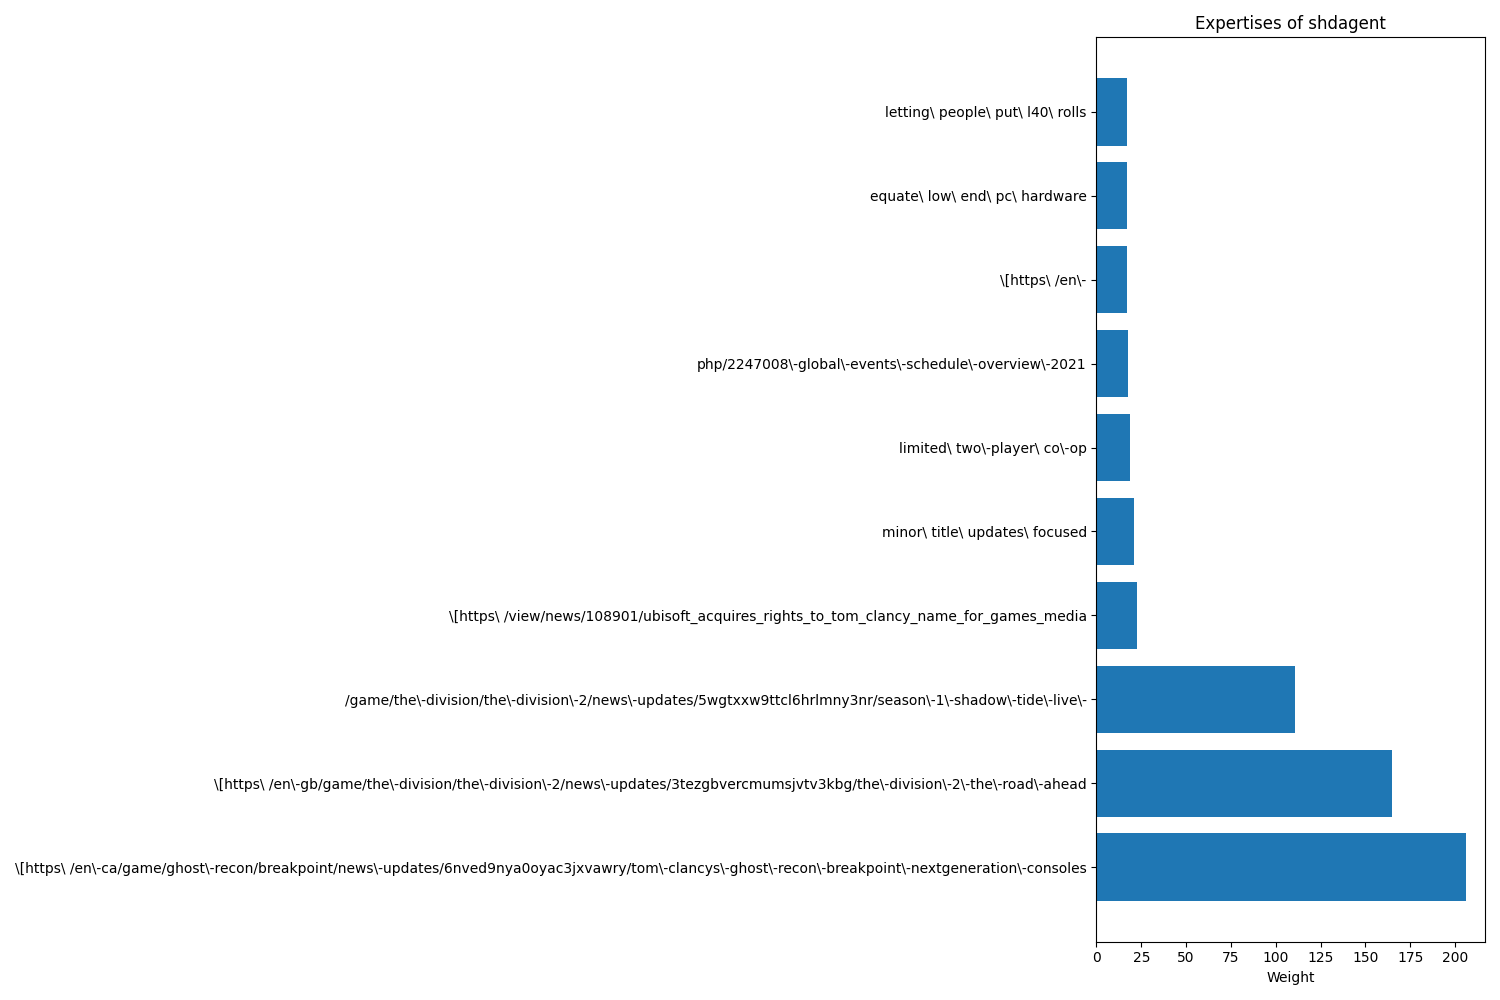 Expertises of shdagent
letting\ people\ put\ l40\ rolls
equate\ low\ end\ pc\ hardware
\[https\ /en\-
php/2247008\-global\-events\-schedule\-overview\-2021
limited\ two\-player\ co\-op
minor\ title\ updates\ focused
\[https\ /view/news/108901/ubisoft_acquires_rights_to_tom_clancy_name_for_games_media
/game/the\-division/the\-division\-2/news\-updates/5wgtxxw9ttcl6hrlmny3nr/season\-1\-shadow\-tide\-live\-
\[https\ /en\-gb/game/the\-division/the\-division\-2/news\-updates/3tezgbvercmumsjvtv3kbg/the\-division\-2\-the\-road\-ahead
\[https\ /en\-ca/game/ghost\-recon/breakpoint/news\-updates/6nved9nya0oyac3jxvawry/tom\-clancys\-ghost\-recon\-breakpoint\-nextgeneration\-consoles
0 25 50 75 100 125 150 175 200
Weight